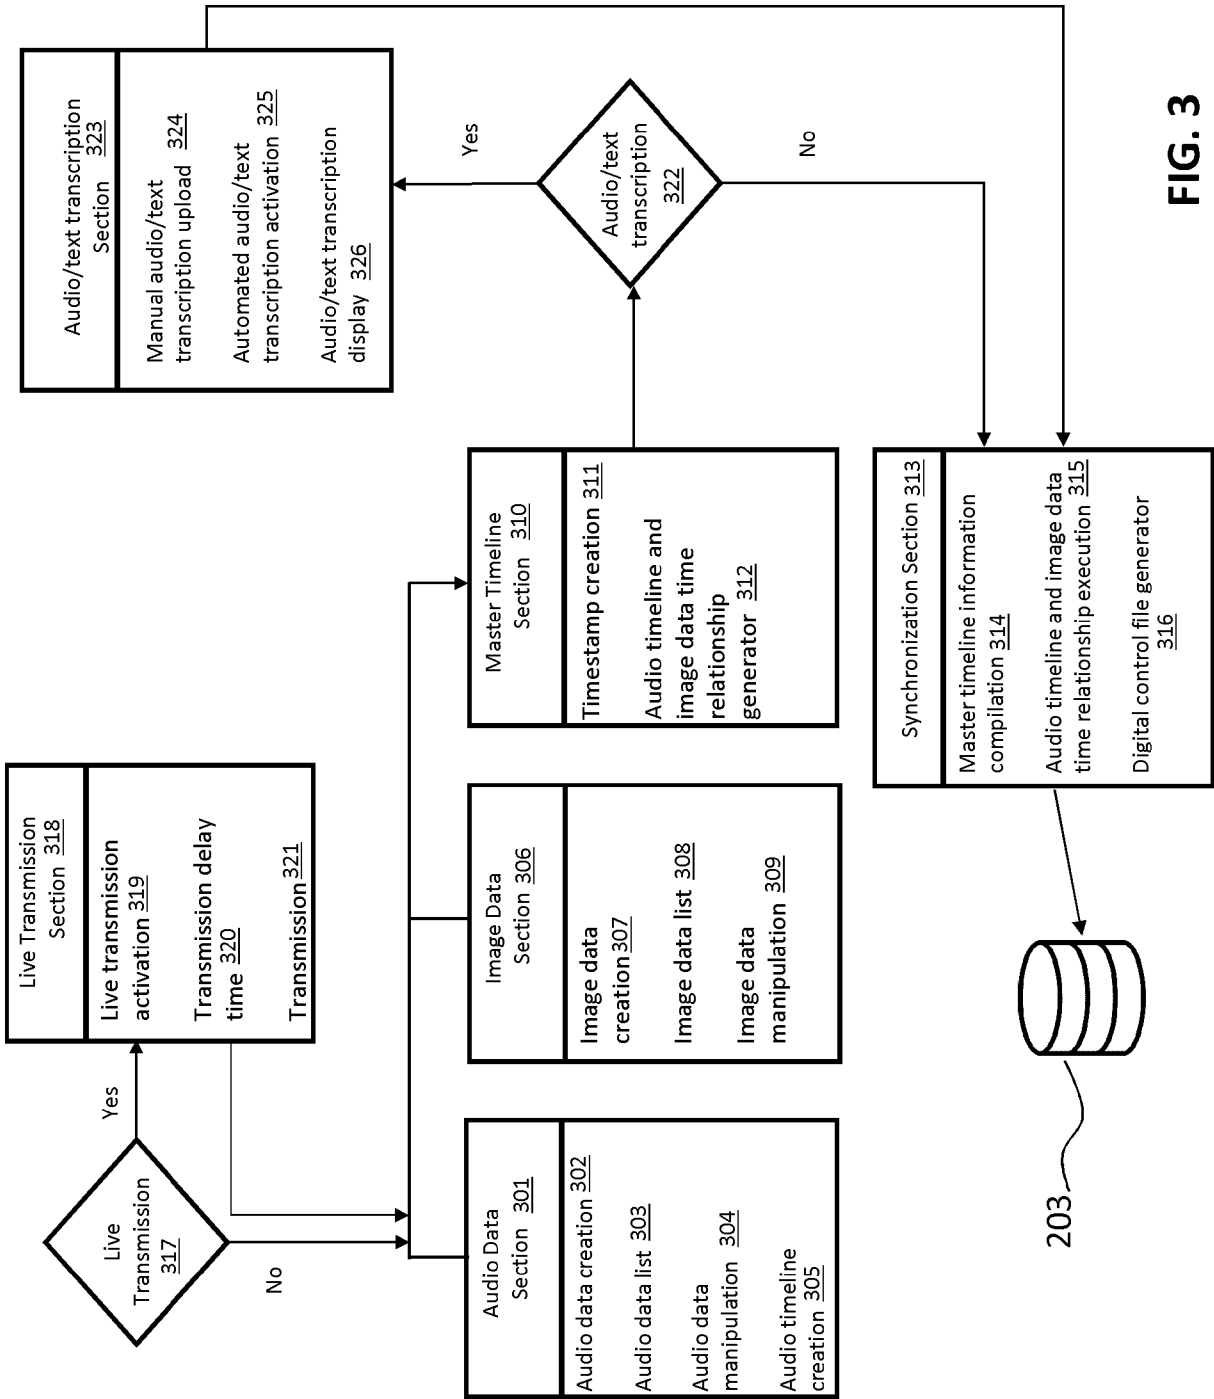 Live
Transmission
317
Yes
No
Live Transmission
Section 318
Live transmission
activation 319
Transmission delay
time 320
Transmission 321
Audio/text transcription
Section 323
Manual audio/text
transcription upload 324
Automated audio/text
transcription activation 325
Audio/text transcription
display 326
Audio Data
Section 301
Audio data creation 302
Audio data list 303
Audio data
manipulation 304
Audio timeline
creation 305
Image Data
Section 306
Image data
creation 307
Image data list 308
Image data
manipulation 309
Master Timeline
Section 310
Timestamp creation 311
Audio timeline and
image data time
relationship
generator 312
Yes
Audio/text
transcription
322
No
203
Synchronization Section 313
Master timeline information
compilation 314
Audio timeline and image data
time relationship execution 315
Digital control file generator
316
FIG. 3